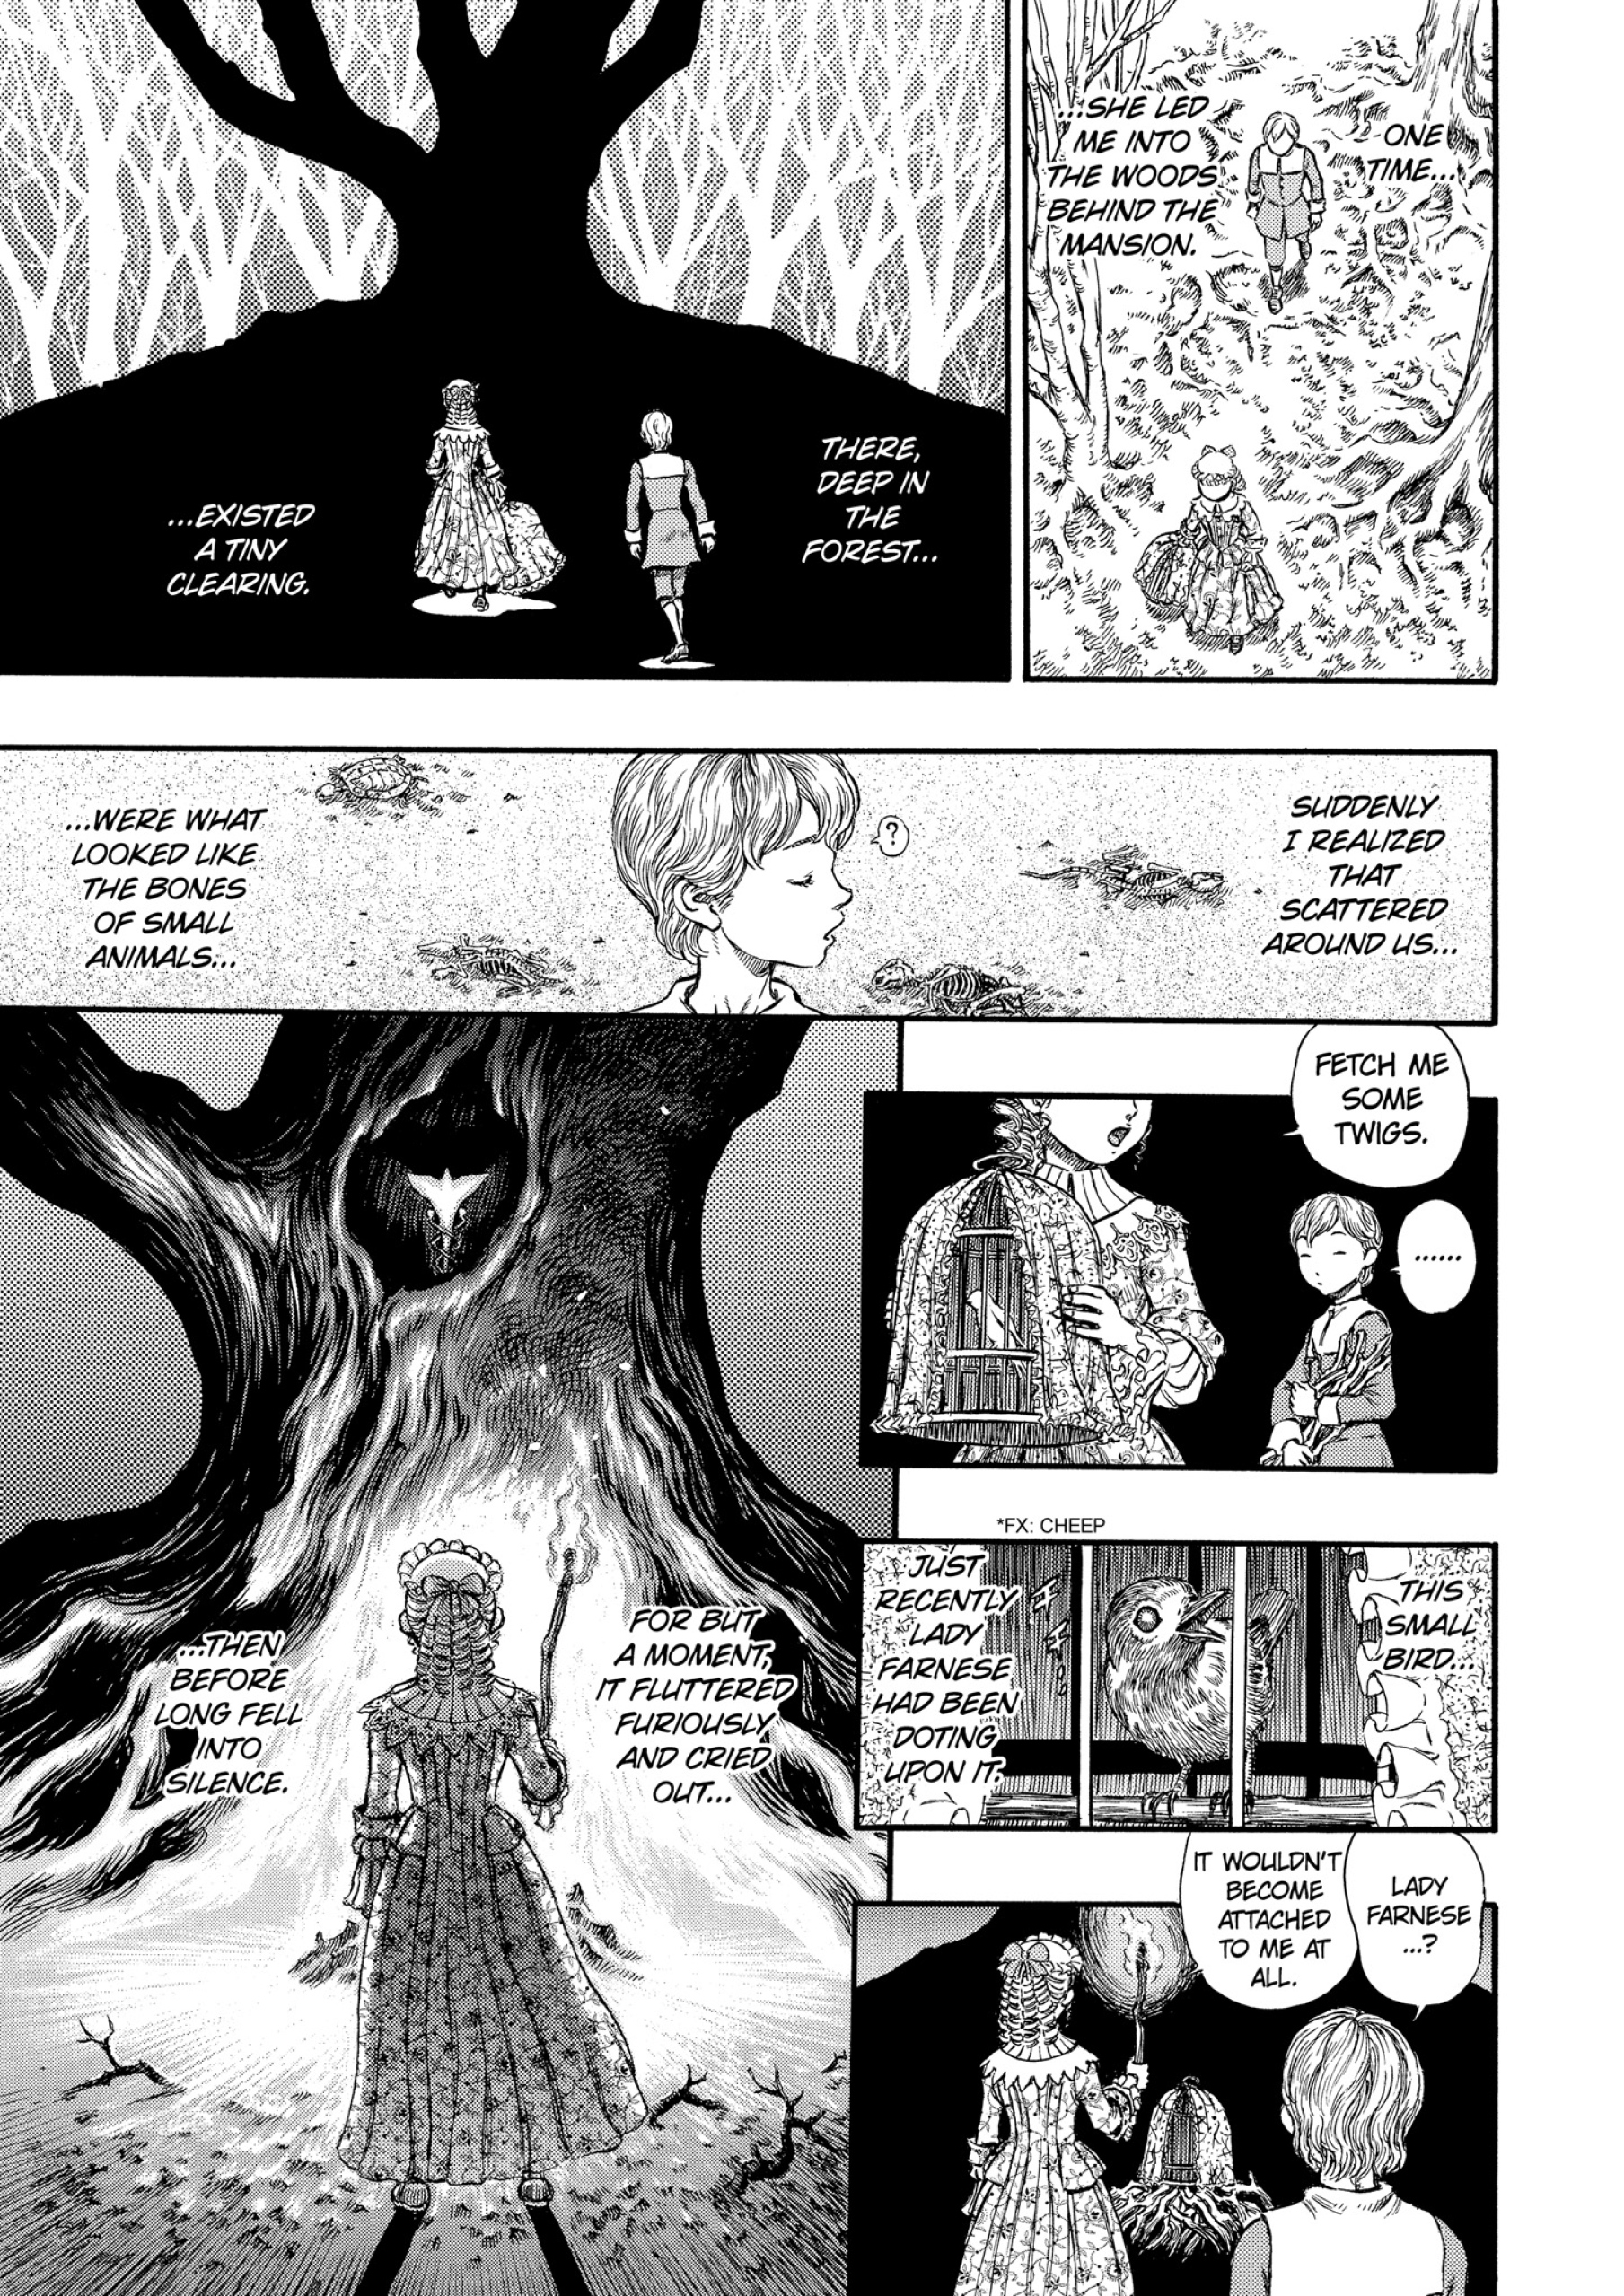 ONE
TIME...
...SHE LED
ME INTO
THE WOODS
BEHIND THE
MANSION.
THERE,
DEEP IN
THE
FOREST...
...EXISTED
A TINY
CLEARING.
SUDDENLY
I REALIZED
THAT
SCATTERED
AROUND US...
?
...WERE WHAT
LOOKED LIKE
THE BONES
OF SMALL
ANIMALS...
FETCH ME
SOME
TWIGS.
......
*FX: CHEEP
THIS
SMALL
BIRD...
JUST
RECENTLY
LADY
FARNESE
HAD BEEN
DOTING
UPON IT.
LADY
FARNESE
...?
IT WOULDN'T
BECOME
ATTACHED
TO ME AT
ALL.
FOR BUT
A MOMENT,
IT FLUTTERED
FURIOUSLY
AND CRIED
OUT...
...THEN
BEFORE
LONG FELL
INTO
SILENCE.